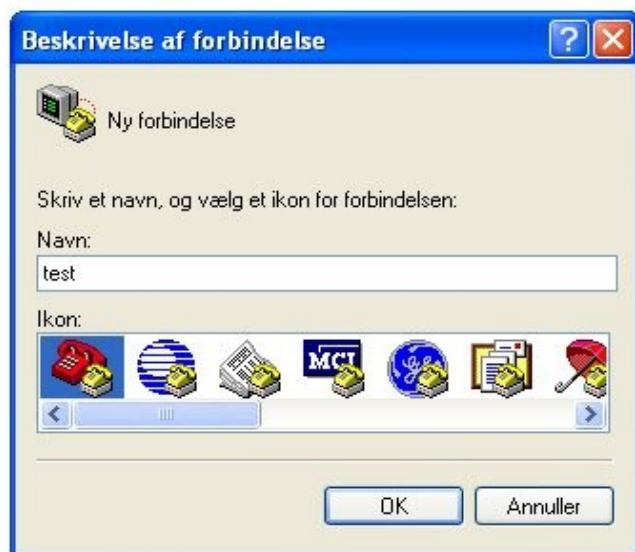 Beskrivelse af forbindelse
Ny forbindelse
Skriv et navn, og vælg et ikon for forbindelsen:
Navn:
test
Ikon:
MCI
OK
Annuller